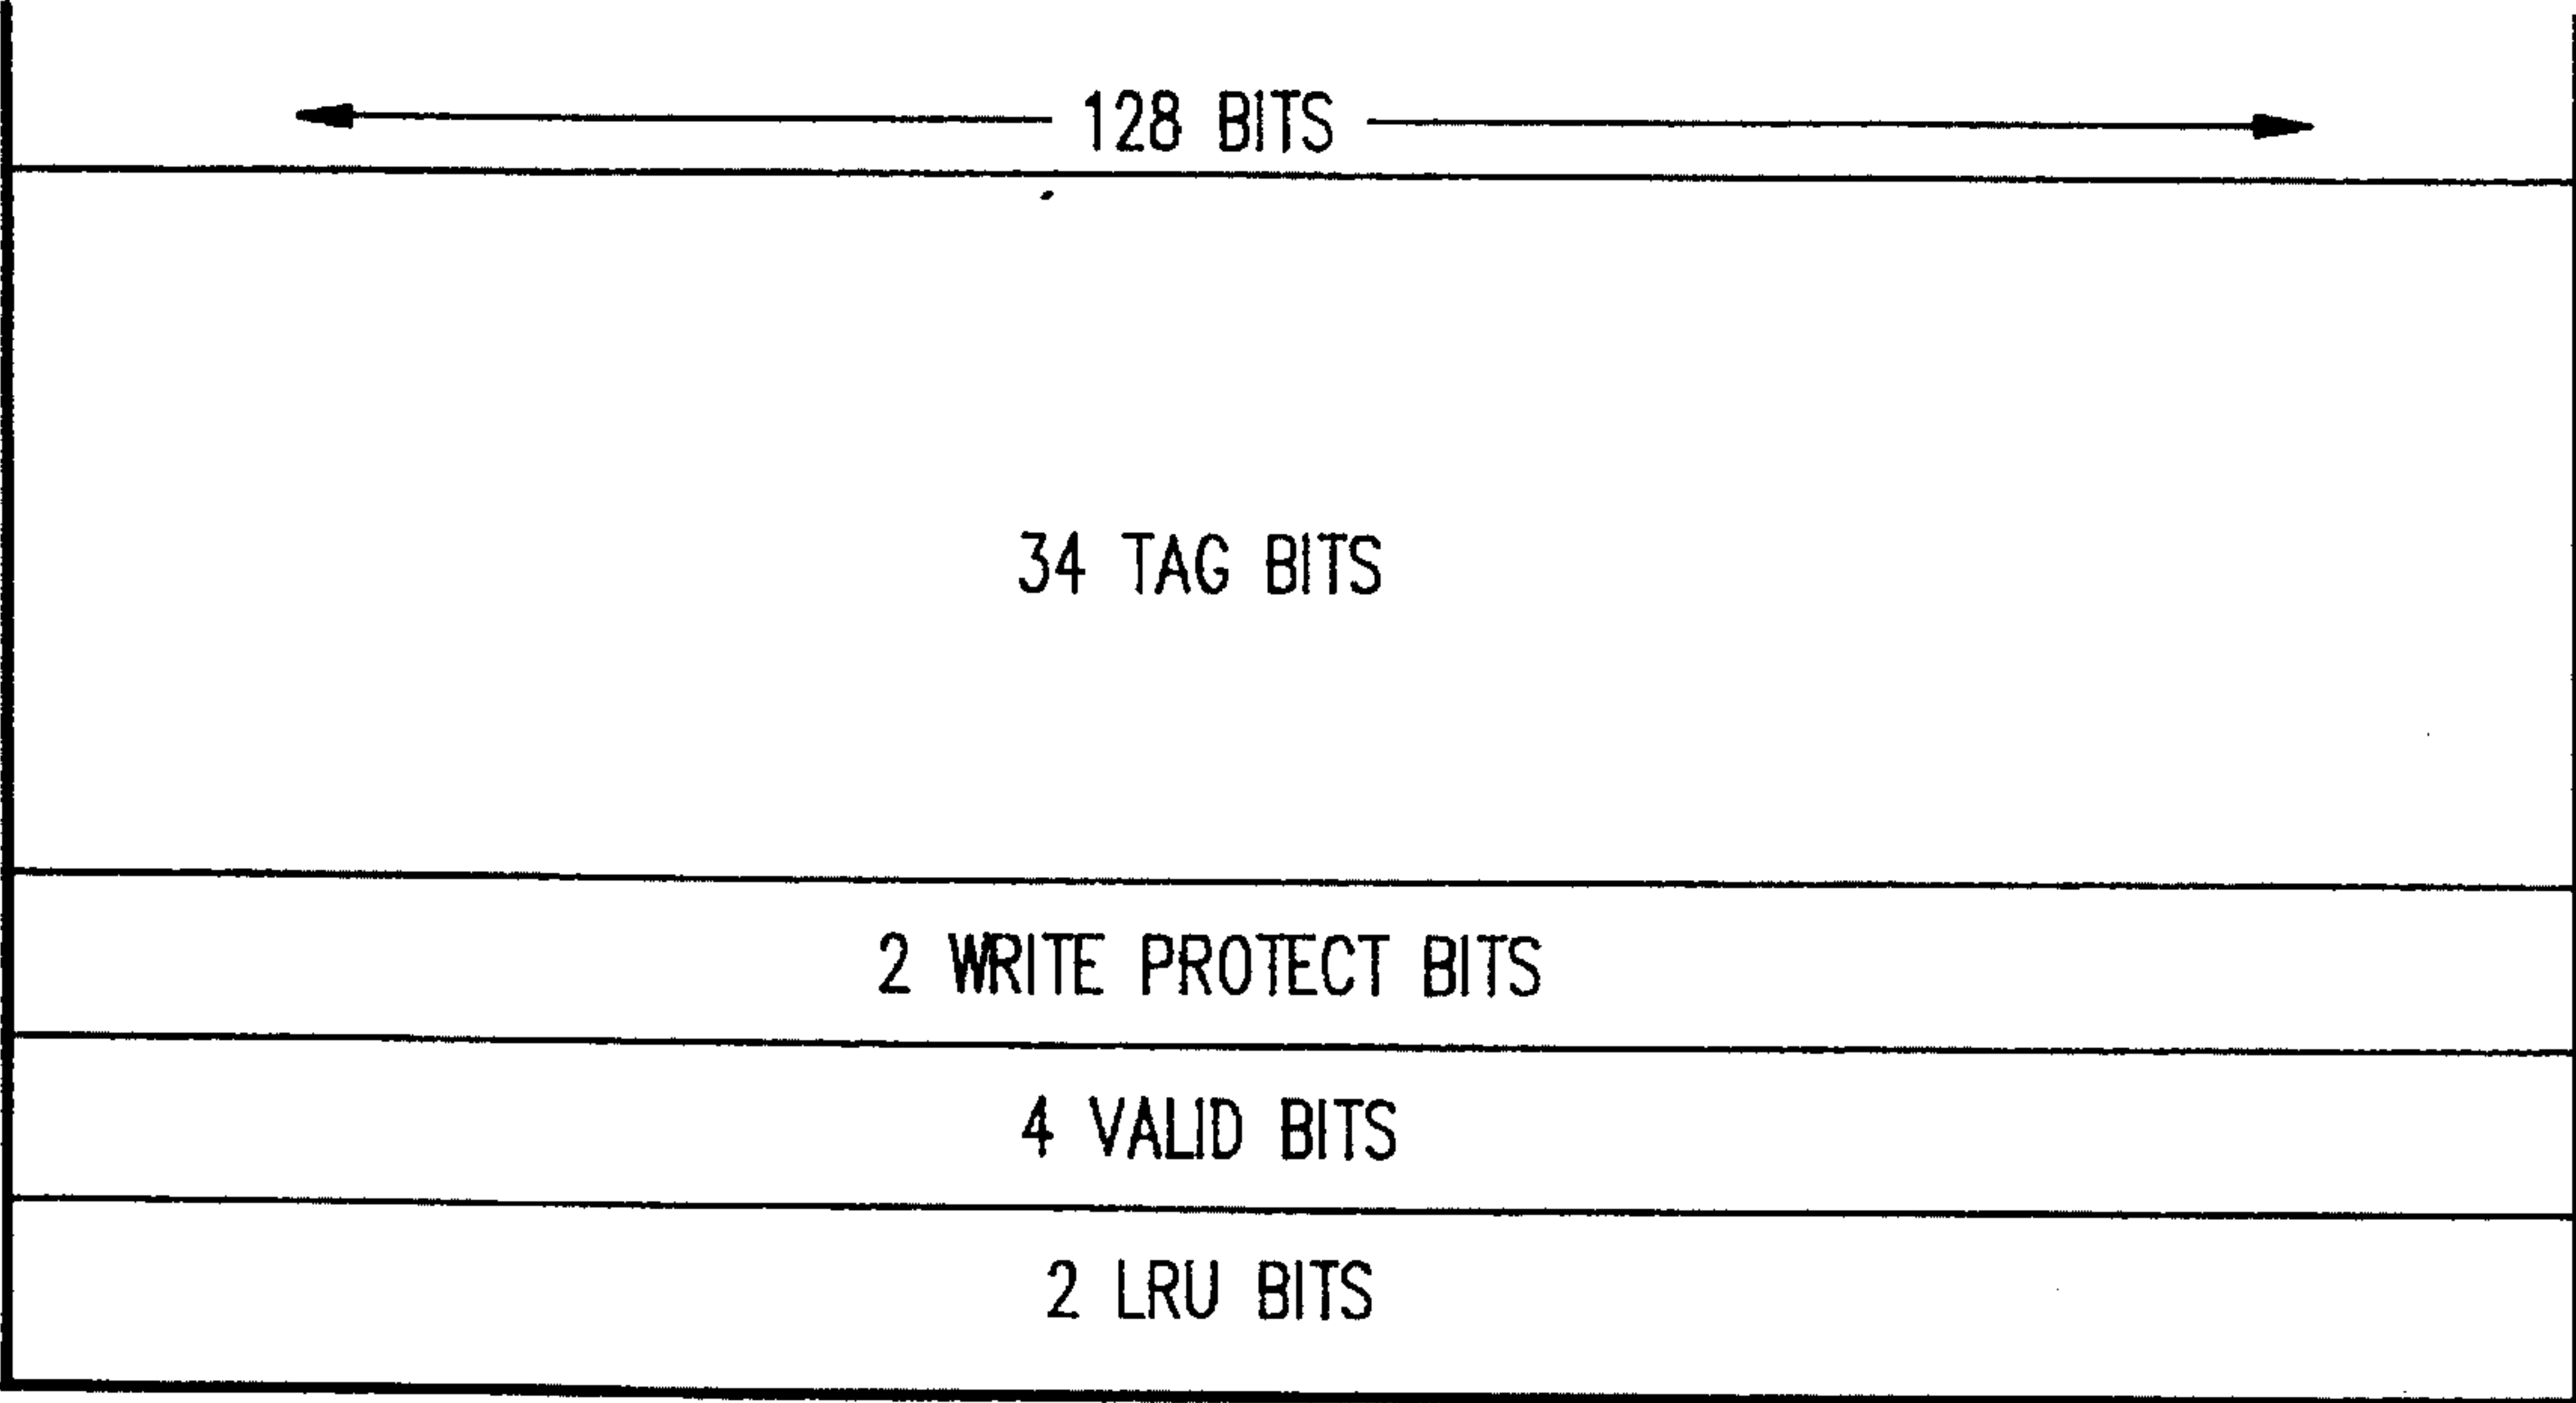 128 BITS
34 TAG BITS
2 WRITE PROTECT BITS
4 VALID BITS
2 LRU BITS